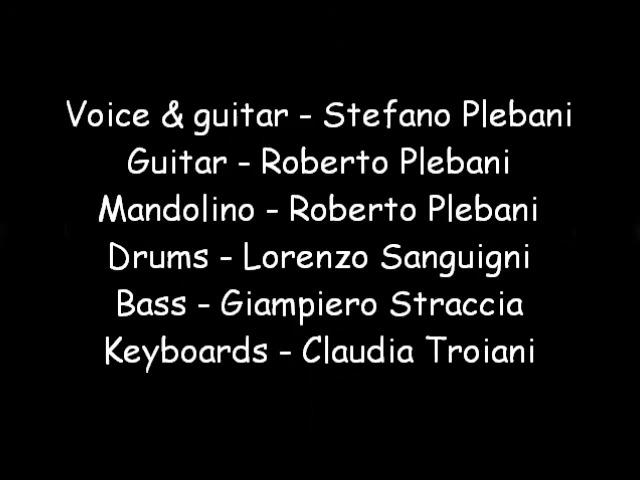 Voice & guitar - Stefano Plebani
Guitar - Roberto Plebani
Mandolino - Roberto Plebani
Drums - Lorenzo Sanguigni
Bass - Giampiero Straccia
Keyboards - Claudia Troiani